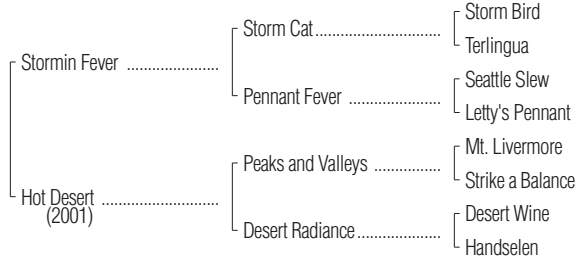 Storm Bird
Storm Cat........................................
Terlingua
Stormin Fever .............................
Seattle Slew
Pennant Fever .............................
Letty's Pennant
Mt. Livermore
Peaks and Valleys .....................
Strike a Balance
Hot Desert .....................................
(2001)
Desert Wine
Desert Radiance..........................
Handselen